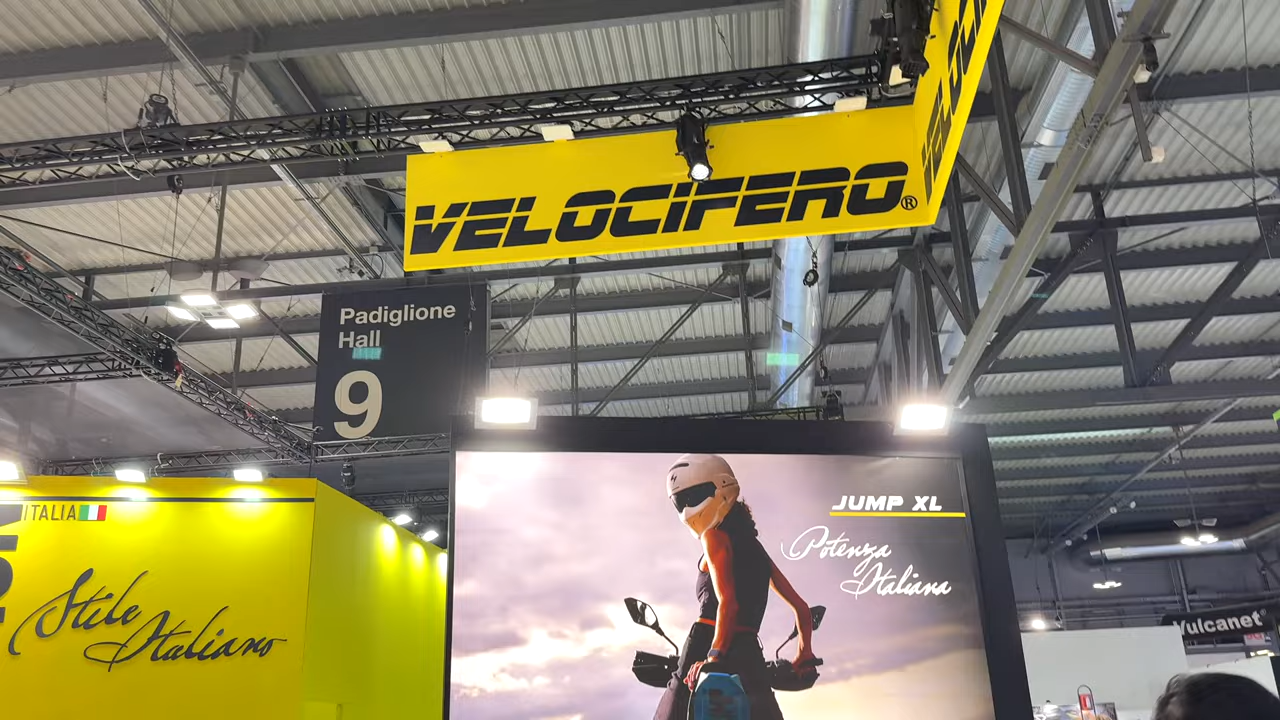 VELOCIFERO®
Padiglione
Hall
9
ITALIA
Stile
Italiano
JUMP XL
Potenza
Italiana
Vulcanet®